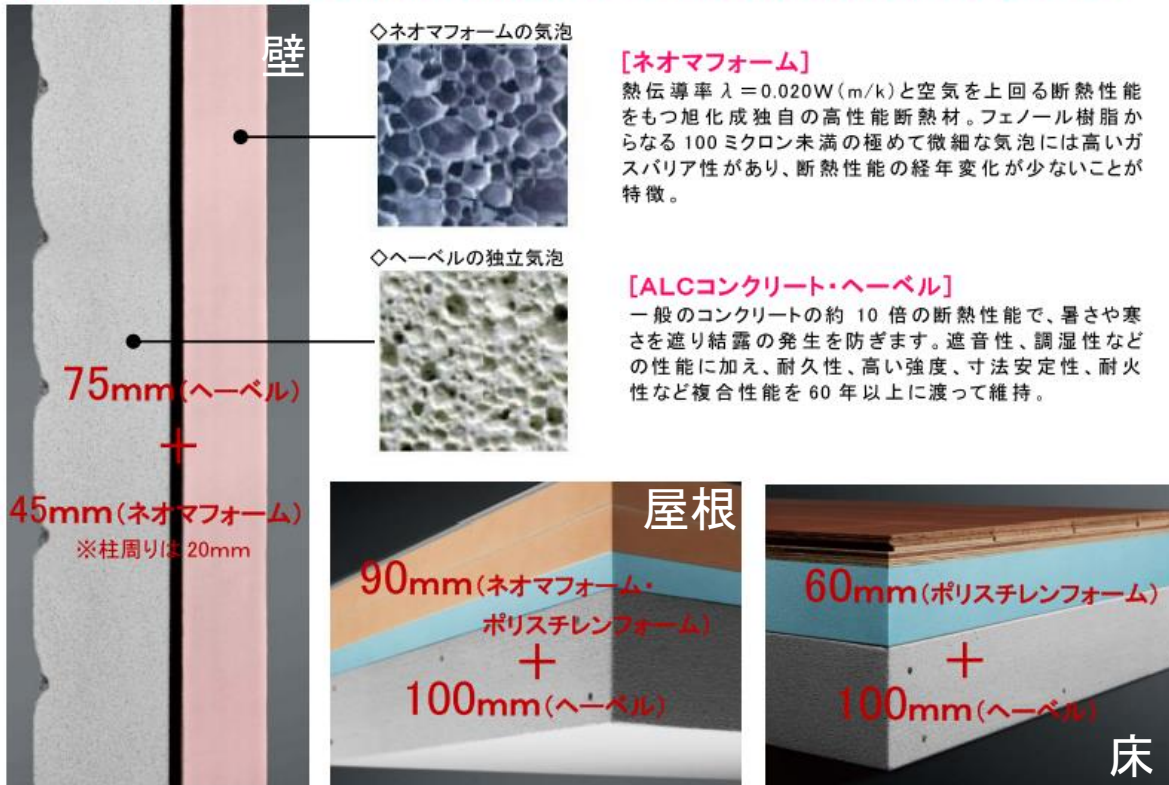 壁
◇ネオマフォームの気泡
[ネオマフォーム]
熱伝導率λ=0.020W(m/k)と空気を上回る断熱性能
をもつ旭化成独自の高性能断熱材。フェノール樹脂か
らなる100ミクロン未満の極めて微細な気泡には高いガ
スバリア性があり、断熱性能の経年変化が少ないことが
特徴。
◇ヘーベルの独立気泡
[ALCコンクリート・ヘーベル]
一般のコンクリートの約 10 倍の断熱性能で、暑さや寒
さを遮り結露の発生を防ぎます。遮音性、調湿性など
の性能に加え、耐久性、高い強度、寸法安定性、耐火
性など複合性能を 60 年以上に渡って維持。
75mm(ヘーベル)
+
45mm(ネオマフォーム)
※柱周りは 20mm
屋根
90mm(ネオマフォーム・
ポリスチレンフォーム)
+
100mm(ヘーベル)
60mm(ポリスチレンフォーム)
+
100mm(ヘーベル)
床